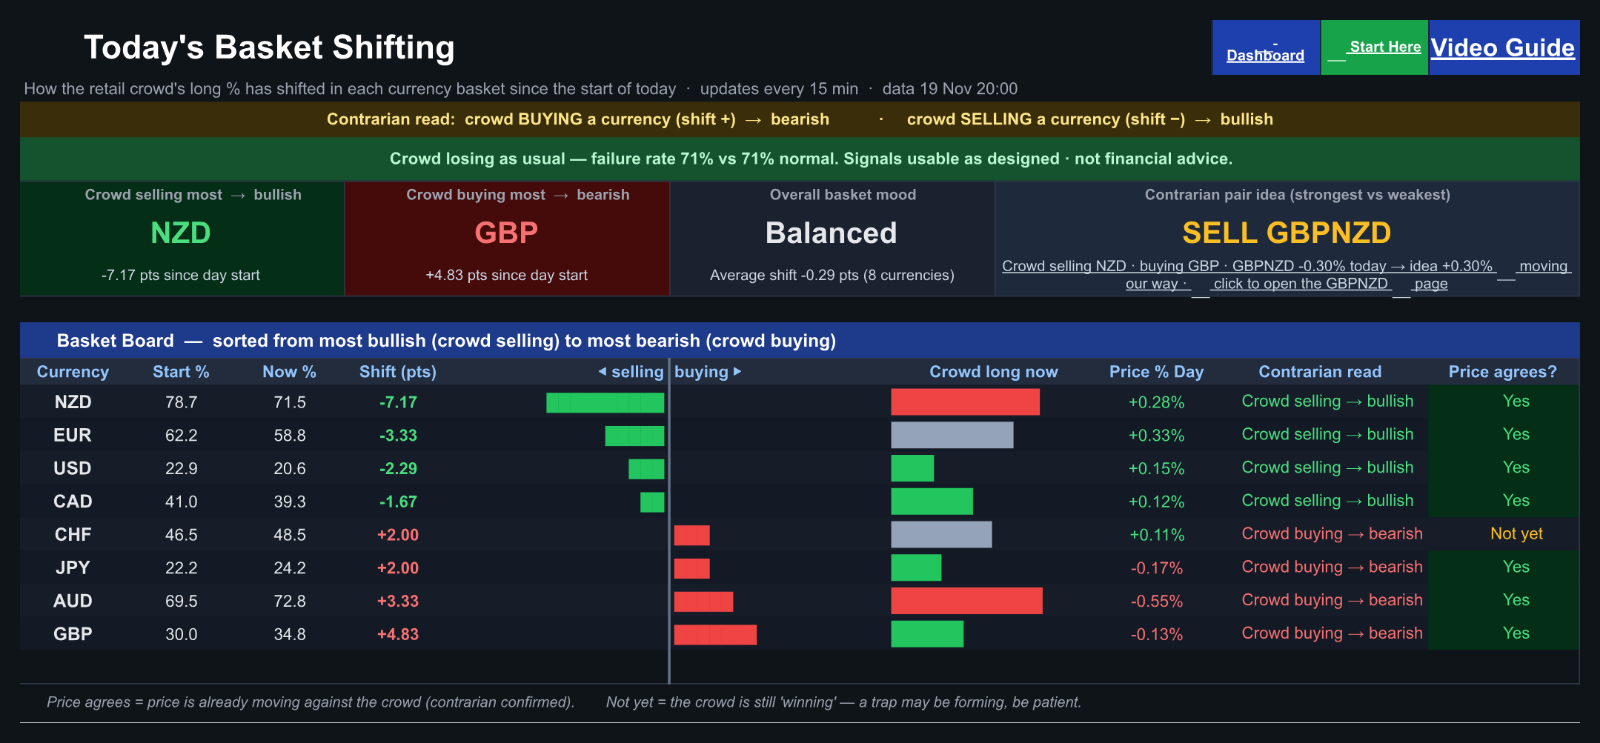 Today's Basket Shifting
Dashboard
Start Here
Video Guide
How the retail crowd's long % has shifted in each currency basket since the start of today · updates every 15 min · data 19 Nov 20:00
Contrarian read: crowd BUYING a currency (shift +) → bearish · crowd SELLING a currency (shift −) → bullish
Crowd losing as usual — failure rate 71% vs 71% normal. Signals usable as designed · not financial advice.
Crowd selling most → bullish
NZD
-7.17 pts since day start
Crowd buying most → bearish
GBP
+4.83 pts since day start
Overall basket mood
Balanced
Average shift -0.29 pts (8 currencies)
Contrarian pair idea (strongest vs weakest)
SELL GBPNZD
Crowd selling NZD · buying GBP · GBPNZD -0.30% today → idea +0.30% moving
our way · click to open the GBPNZD page
Basket Board — sorted from most bullish (crowd selling) to most bearish (crowd buying)
Currency Start % Now % Shift (pts) ◂ selling buying ▸ Crowd long now Price % Day Contrarian read Price agrees?
NZD 78.7 71.5 -7.17 +0.28% Crowd selling → bullish Yes
EUR 62.2 58.8 -3.33 +0.33% Crowd selling → bullish Yes
USD 22.9 20.6 -2.29 +0.15% Crowd selling → bullish Yes
CAD 41.0 39.3 -1.67 +0.12% Crowd selling → bullish Yes
CHF 46.5 48.5 +2.00 +0.11% Crowd buying → bearish Not yet
JPY 22.2 24.2 +2.00 -0.17% Crowd buying → bearish Yes
AUD 69.5 72.8 +3.33 -0.55% Crowd buying → bearish Yes
GBP 30.0 34.8 +4.83 -0.13% Crowd buying → bearish Yes
Price agrees = price is already moving against the crowd (contrarian confirmed). Not yet = the crowd is still 'winning' — a trap may be forming, be patient.